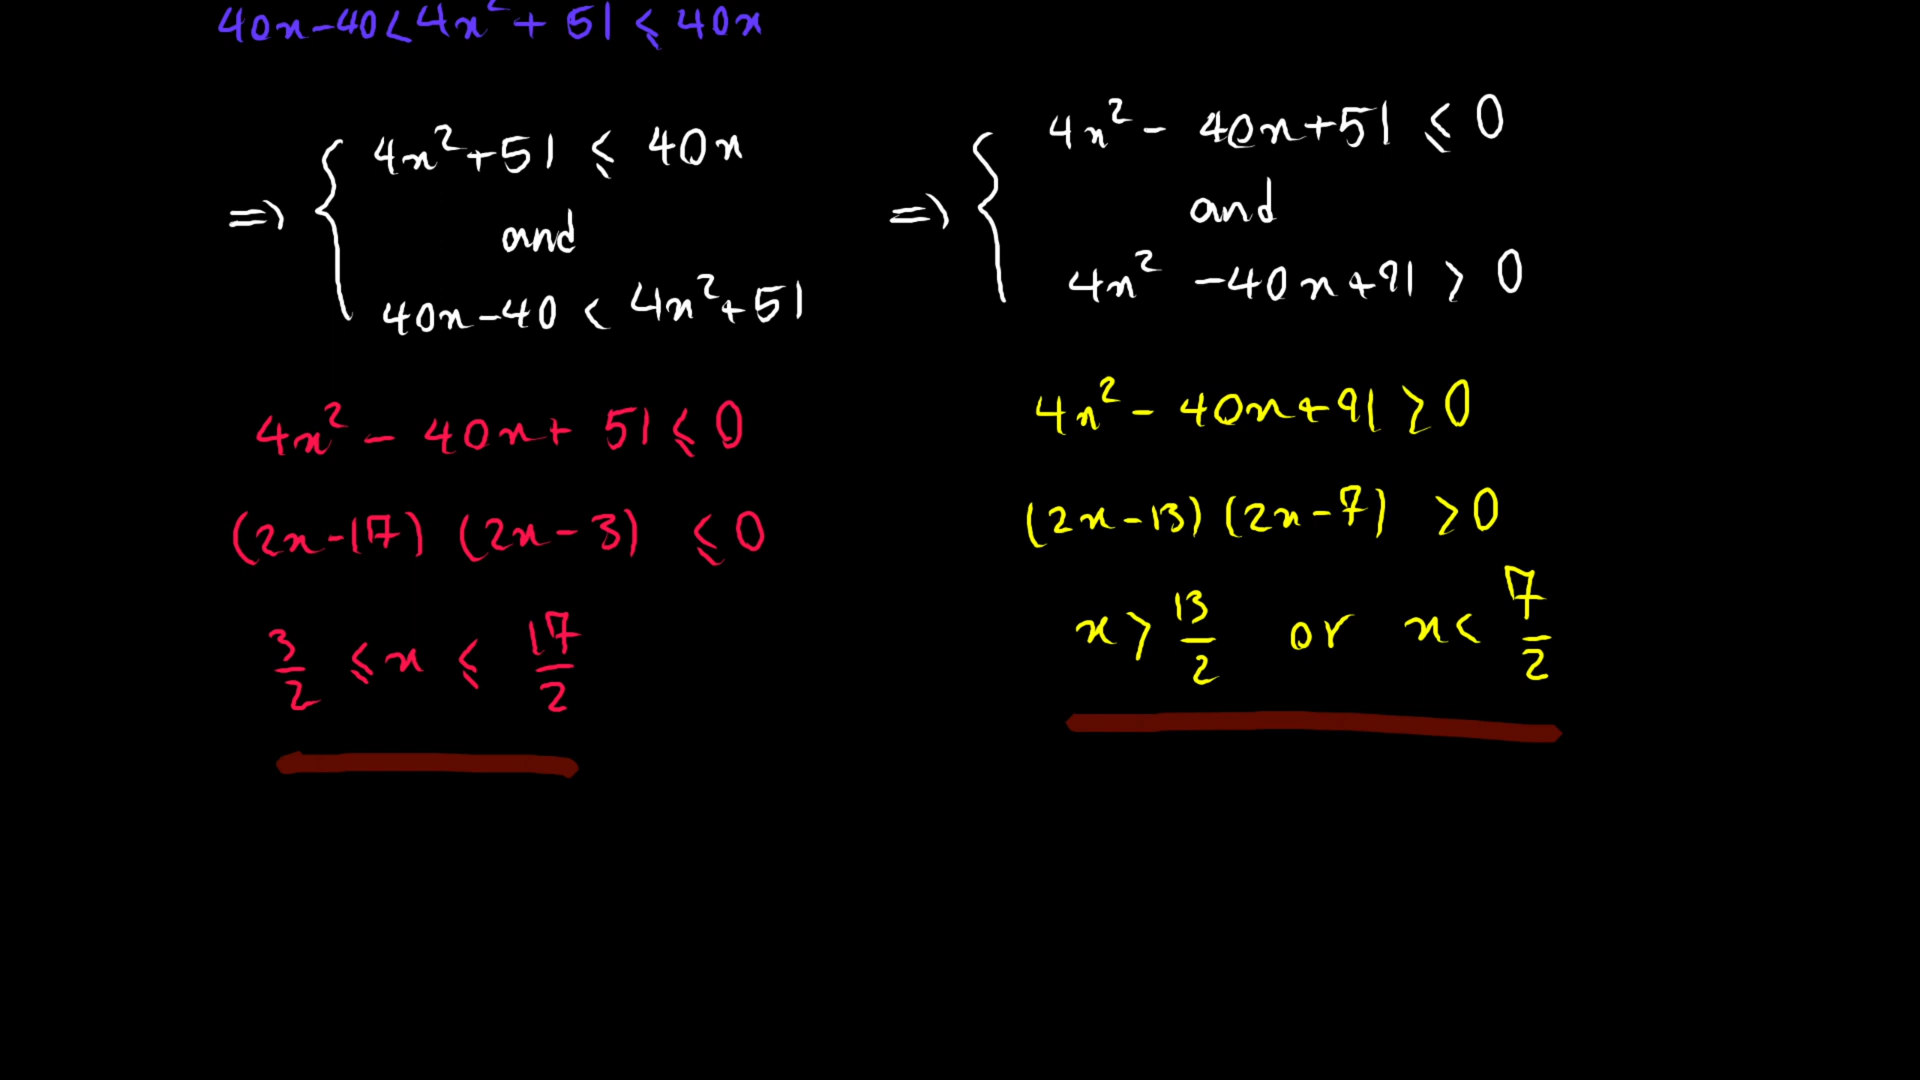 40x-40<4x²+51≤40x
⇒ { 4x²+51 ≤ 40x
and
40x-40 < 4x²+51
⇒ { 4x²-40x+51 ≤ 0
and
4x²-40x+91 > 0
4x²-40x+51≤0
(2x-17)(2x-3) ≤0
3/2 ≤x≤ 17/2
4x²-40x+91≥0
(2x-13)(2x-7) >0
x> 13/2 or x< 7/2